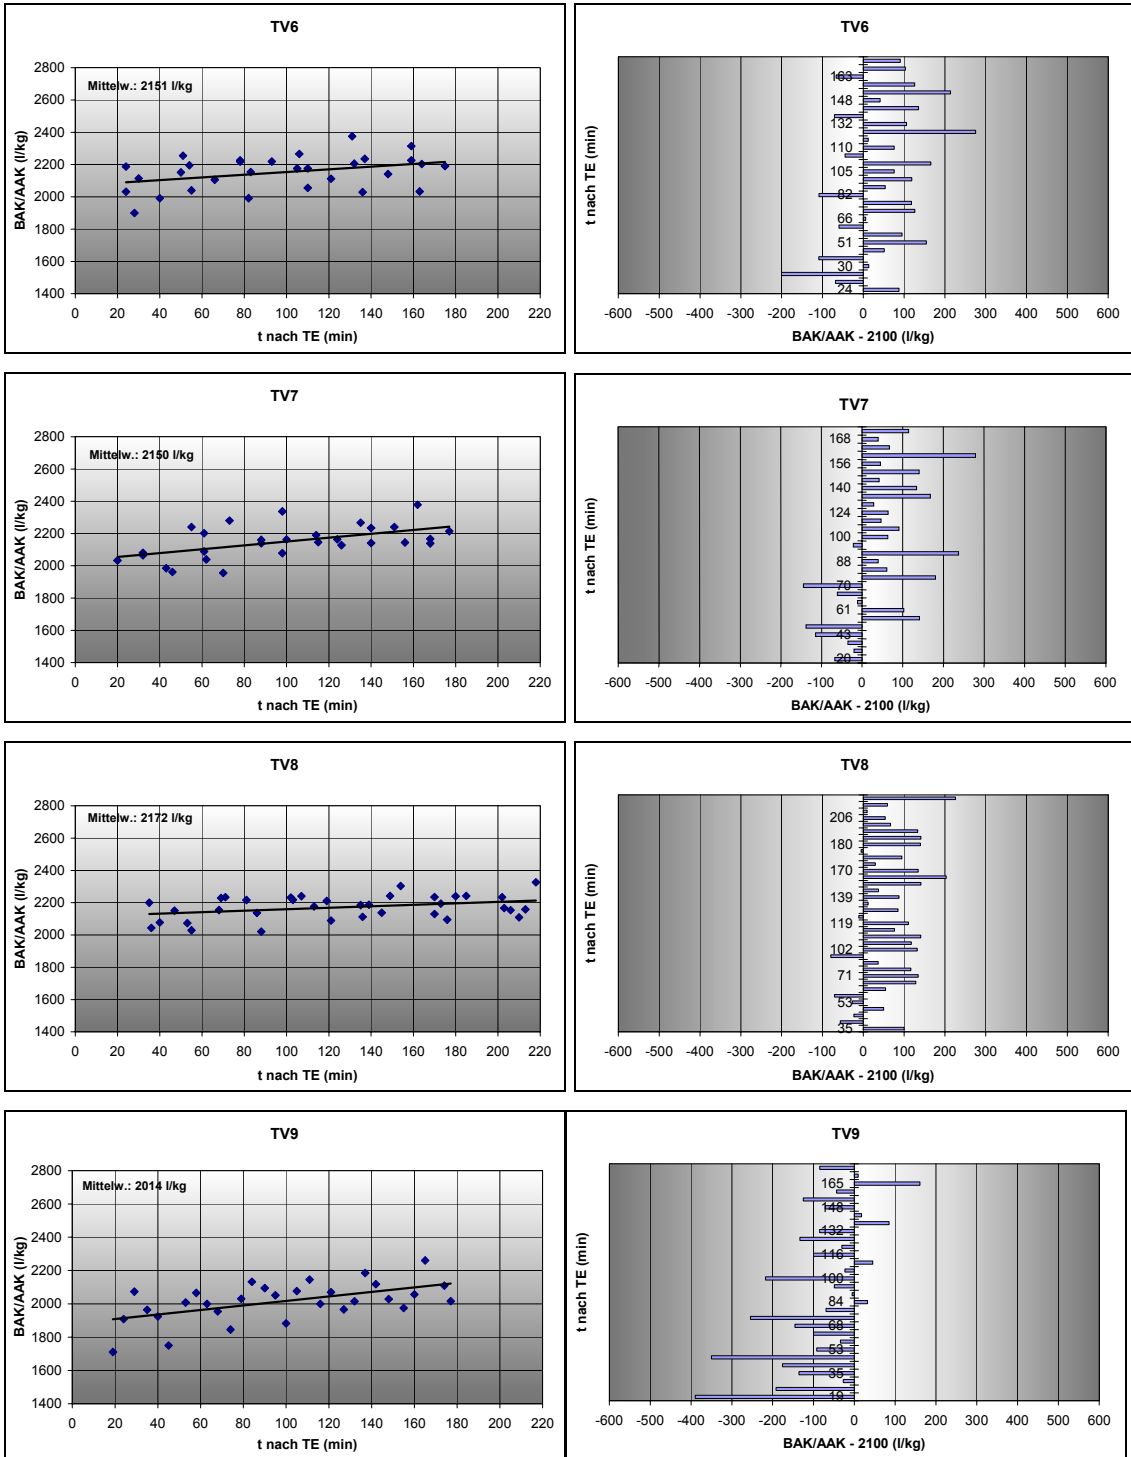 TV6
2800
2600
2400
2200
2000
1800
1600
1400
Mittelw.: 2151 l/kg
BAK/AAK (l/kg)
0 20 40 60 80 100 120 140 160 180 200 220
t nach TE (min)
TV6
163
148
132
110
105
82
66
51
30
24
t nach TE (min)
-600 -500 -400 -300 -200 -100 0 100 200 300 400 500 600
BAK/AAK - 2100 (l/kg)
TV7
2800
2600
2400
2200
2000
1800
1600
1400
Mittelw.: 2150 l/kg
BAK/AAK (l/kg)
0 20 40 60 80 100 120 140 160 180 200 220
t nach TE (min)
TV7
168
156
140
124
100
88
70
61
43
20
t nach TE (min)
-600 -500 -400 -300 -200 -100 0 100 200 300 400 500 600
BAK/AAK - 2100 (l/kg)
TV8
2800
2600
2400
2200
2000
1800
1600
1400
Mittelw.: 2172 l/kg
BAK/AAK (l/kg)
0 20 40 60 80 100 120 140 160 180 200 220
t nach TE (min)
TV8
206
180
170
139
119
102
71
53
35
t nach TE (min)
-600 -500 -400 -300 -200 -100 0 100 200 300 400 500 600
BAK/AAK - 2100 (l/kg)
TV9
2800
2600
2400
2200
2000
1800
1600
1400
Mittelw.: 2014 l/kg
BAK/AAK (l/kg)
0 20 40 60 80 100 120 140 160 180 200 220
t nach TE (min)
TV9
165
148
132
116
100
84
68
53
35
19
t nach TE (min)
-600 -500 -400 -300 -200 -100 0 100 200 300 400 500 600
BAK/AAK - 2100 (l/kg)